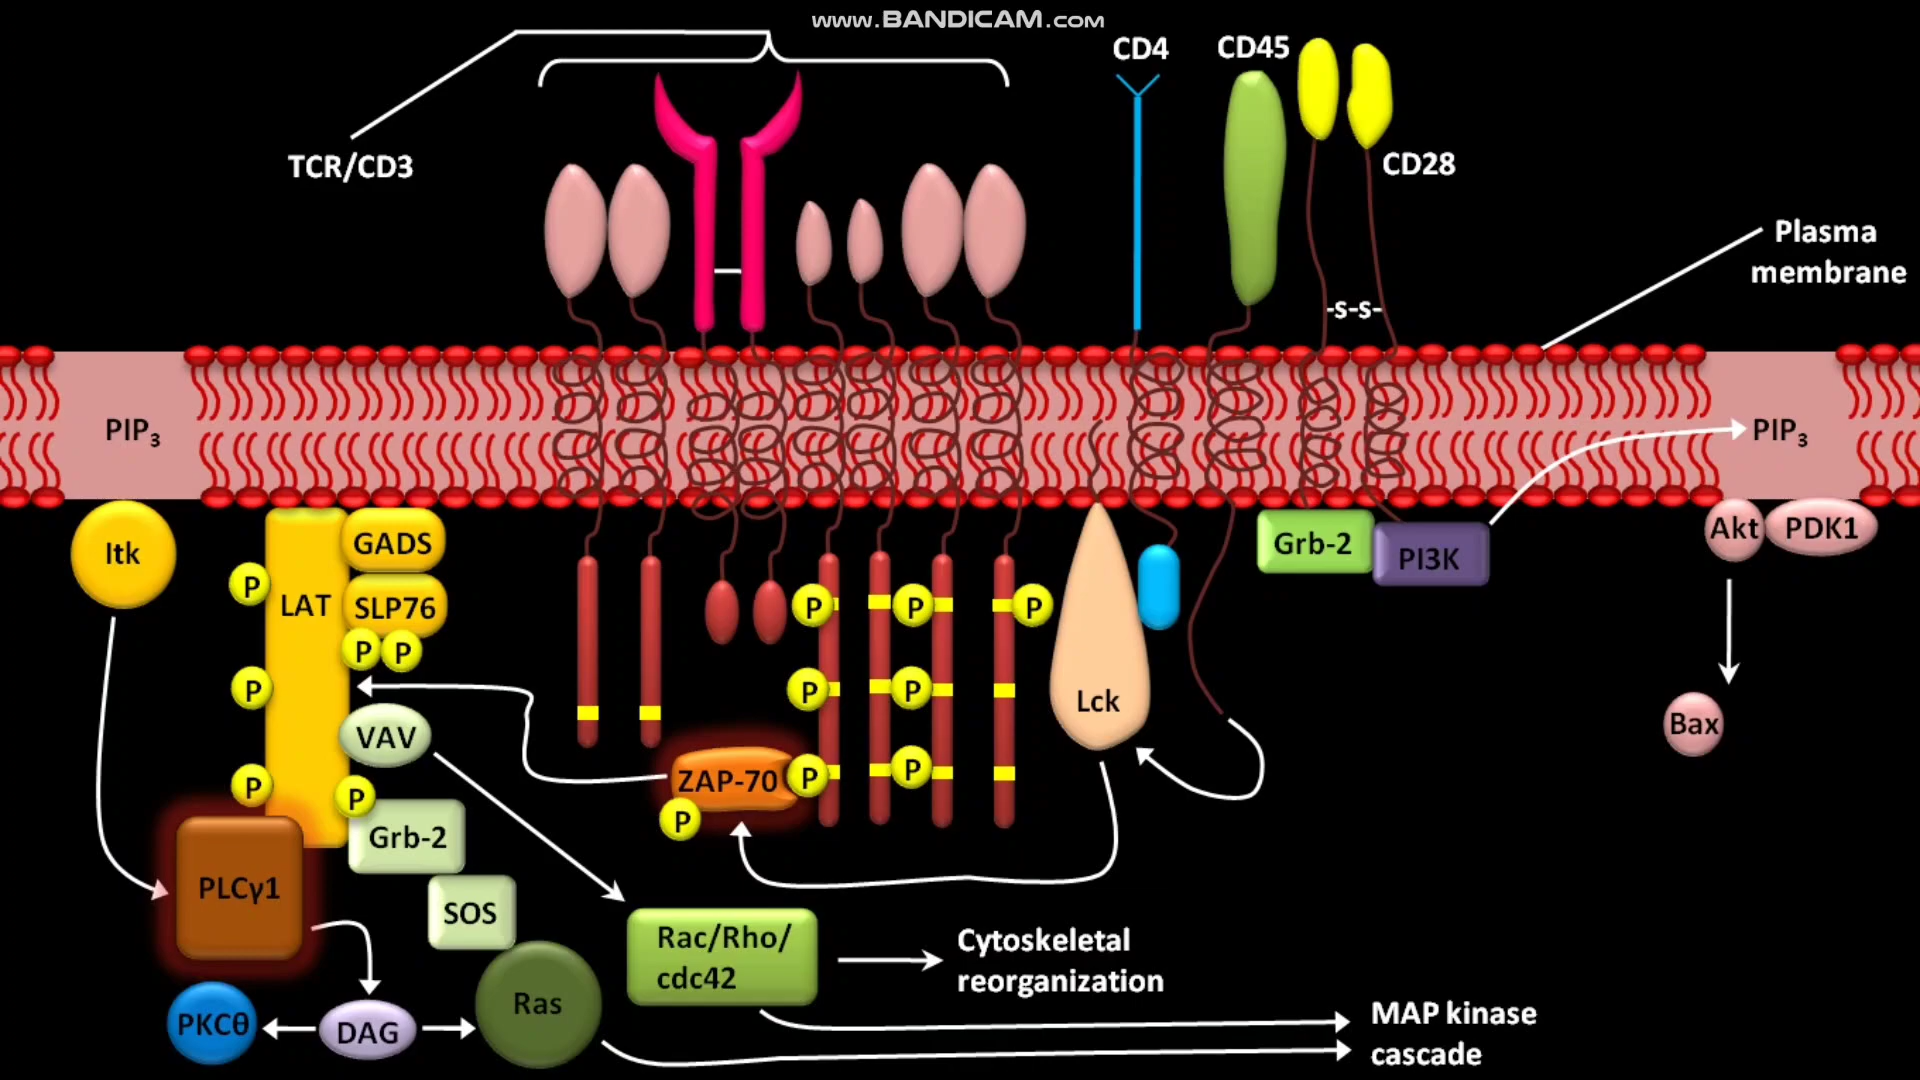 www.BANDICAM.com
CD4
CD45
TCR/CD3
CD28
Plasma
membrane
-s-s-
PIP3
PIP3
Itk
LAT
GADS
SLP76
P
P
P
P
P
P
VAV
Grb-2
SOS
PLCγ1
PKCθ
DAG
Ras
ZAP-70
P
P
P
P
P
P
P
P
Lck
Grb-2
PI3K
Akt
PDK1
Bax
Rac/Rho/
cdc42
Cytoskeletal
reorganization
MAP kinase
cascade